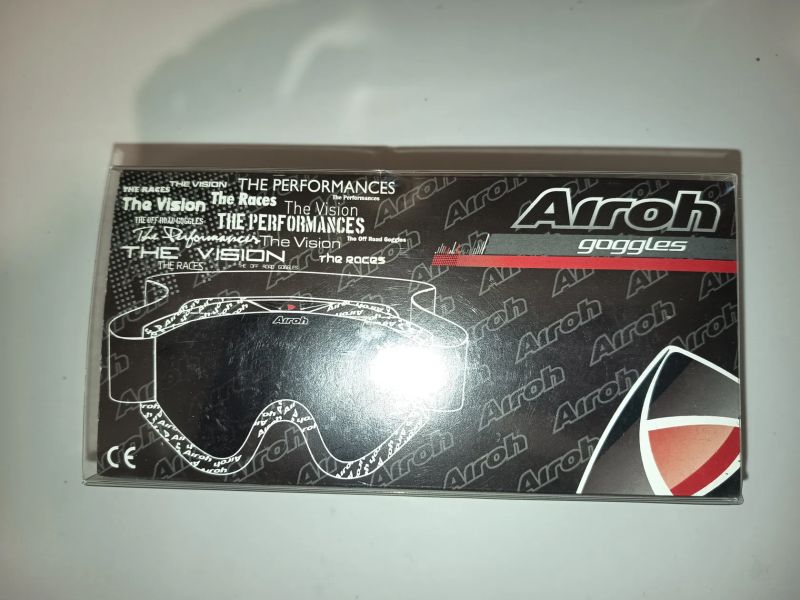 THE RACES THE VISION THE PERFORMANCES
The Performances
The Vision The Races The Vision
THE OFF-ROAD GOGGLES THE PERFORMANCES
The Performances The Vision The Off Road Goggles
THE VISION THE RACES
THE RACES THE OFF ROAD GOGGLES
Airoh
goggles
Airoh
CE